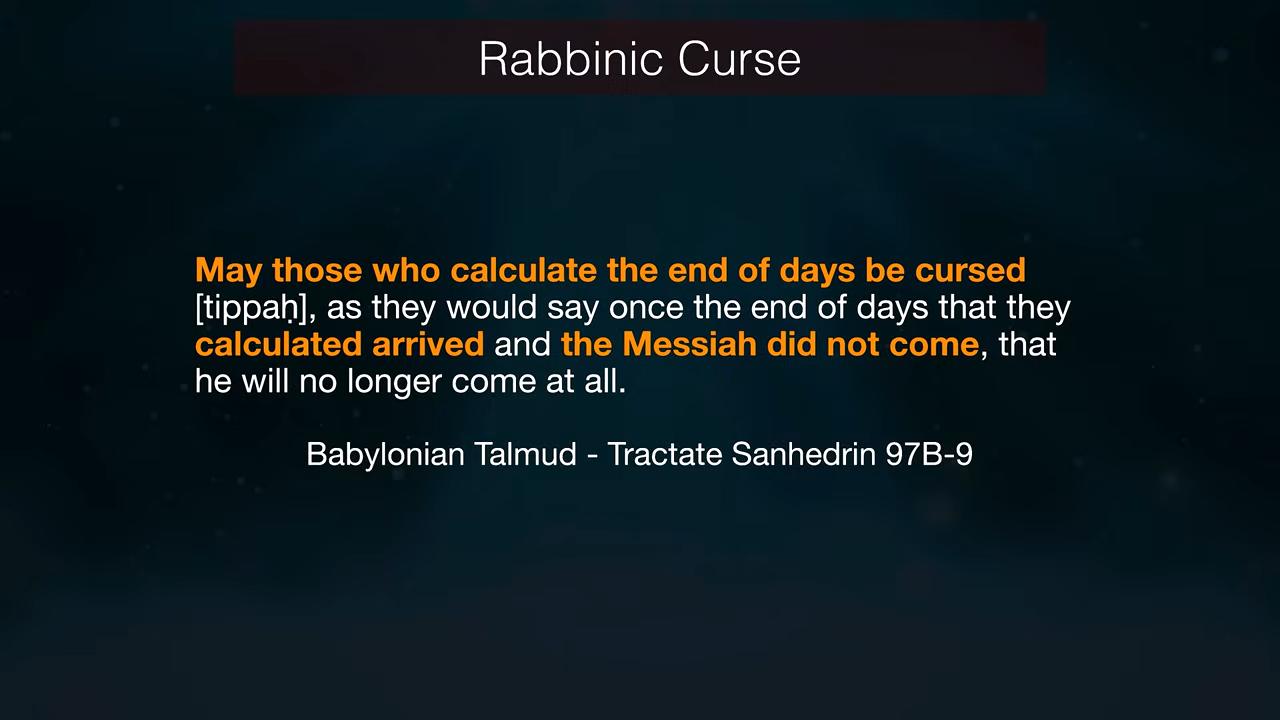 Rabbinic Curse
May those who calculate the end of days be cursed
[tippaḥ], as they would say once the end of days that they
calculated arrived and the Messiah did not come, that
he will no longer come at all.
Babylonian Talmud - Tractate Sanhedrin 97B-9